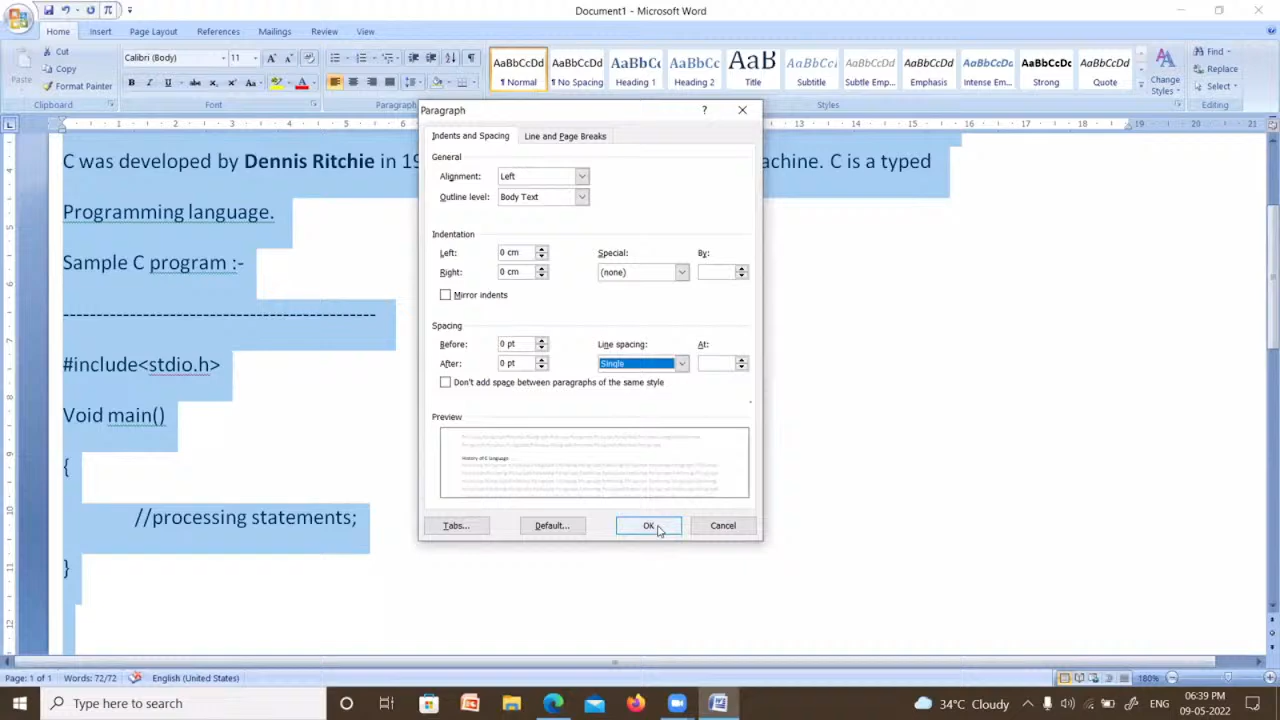 Document1 - Microsoft Word
Home Insert Page Layout References Mailings Review View
Paste
Cut
Copy
Format Painter
Clipboard
Calibri (Body) 11
Font
Paragraph
AaBbCcDd AaBbCcDd AaBbCc AaBbCc AaB AaBbCcI AaBbCcDd AaBbCcDd AaBbCcDd AaBbCc AaBbCcDd
¶ Normal ¶ No Spacing Heading 1 Heading 2 Title Subtitle Subtle Emp... Emphasis Intense Em... Strong Quote
Styles
Change
Styles
Find
Replace
Select
Editing
Paragraph
Indents and Spacing Line and Page Breaks
General
Alignment: Left
Outline level: Body Text
Indentation
Left: 0 cm Special: By:
Right: 0 cm (none)
Mirror indents
Spacing
Before: 0 pt Line spacing: At:
After: 0 pt Single
Don't add space between paragraphs of the same style
Preview
History of C language
Tabs... Default... OK Cancel
C was developed by Dennis Ritchie in 19 achine. C is a typed
Programming language.
Sample C program :-
-----------------------------------------------
#include<stdio.h>
Void main()
{
//processing statements;
}
Page: 1 of 1 Words: 72/72 English (United States) 180%
Type here to search
34°C Cloudy ENG 06:39 PM
09-05-2022